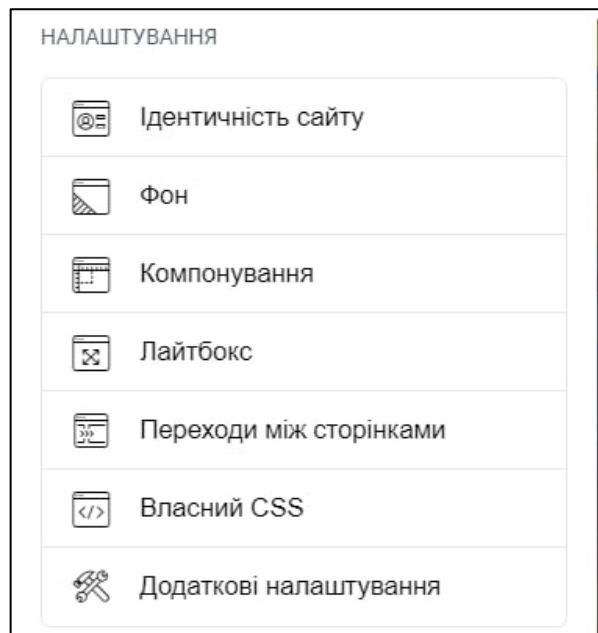 НАЛАШТУВАННЯ
Ідентичність сайту
Фон
Компонування
Лайтбокс
Переходи між сторінками
Власний CSS
Додаткові налаштування